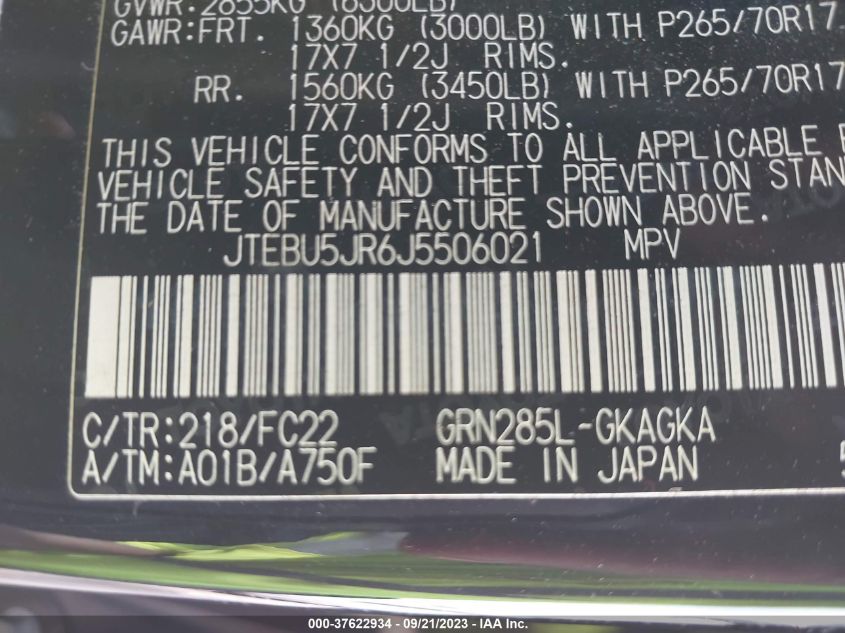 GVWR:2855KG (6300LB)
GAWR:FRT. 1360KG (3000LB) WITH P265/70R17
17X7 1/2J RIMS.
RR. 1560KG (3450LB) WITH P265/70R17
17X7 1/2J RIMS.
THIS VEHICLE CONFORMS TO ALL APPLICABLE
VEHICLE SAFETY AND THEFT PREVENTION STAN
THE DATE OF MANUFACTURE SHOWN ABOVE.
JTEBU5JR6J5506021 MPV
C/TR:218/FC22 GRN285L-GKAGKA
A/TM:A01B/A750F MADE IN JAPAN
000-37622934 - 09/21/2023 - IAA Inc.